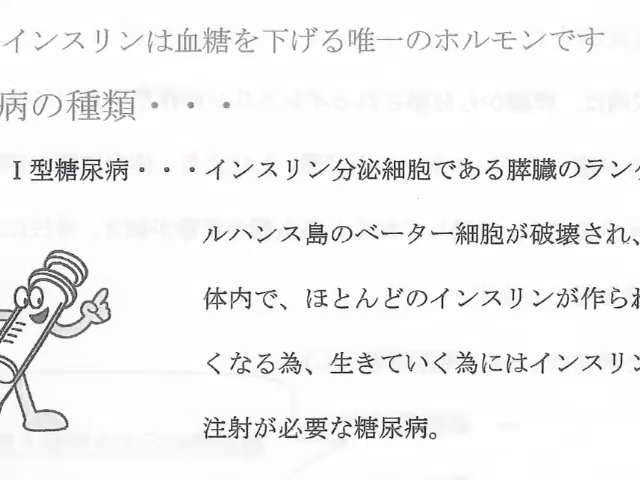 インスリンは血糖を下げる唯一のホルモンです
病の種類・・・
Ⅰ型糖尿病・・・インスリン分泌細胞である膵臓のラン
ルハンス島のベーター細胞が破壊され、
体内で、ほとんどのインスリンが作ら
くなる為、生きていく為にはインスリン
注射が必要な糖尿病。